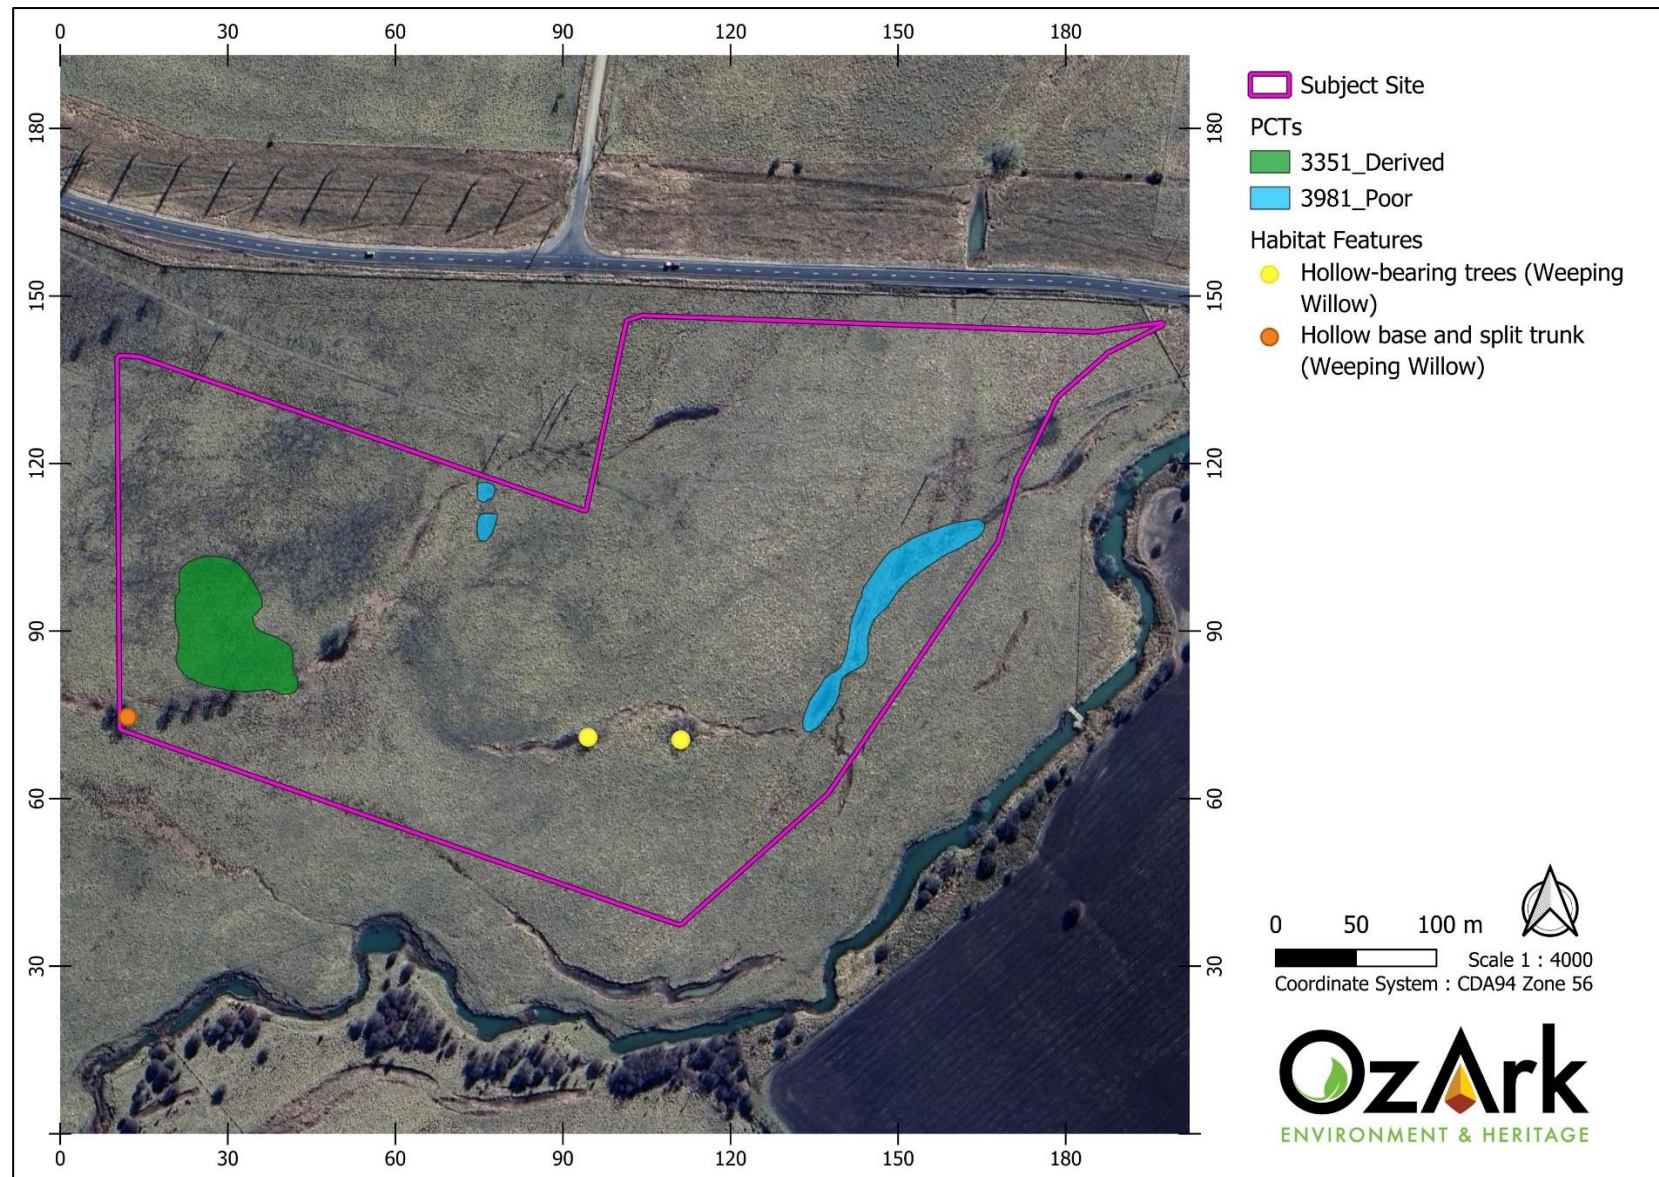 0 30 60 90 120 150 180
180 180
150 150
120 120
90 90
60 60
30 30
0 30 60 90 120 150 180
Subject Site
PCTs
3351_Derived
3981_Poor
Habitat Features
Hollow-bearing trees (Weeping
Willow)
Hollow base and split trunk
(Weeping Willow)
0 50 100 m
Scale 1 : 4000
Coordinate System : CDA94 Zone 56
OzArk
ENVIRONMENT & HERITAGE